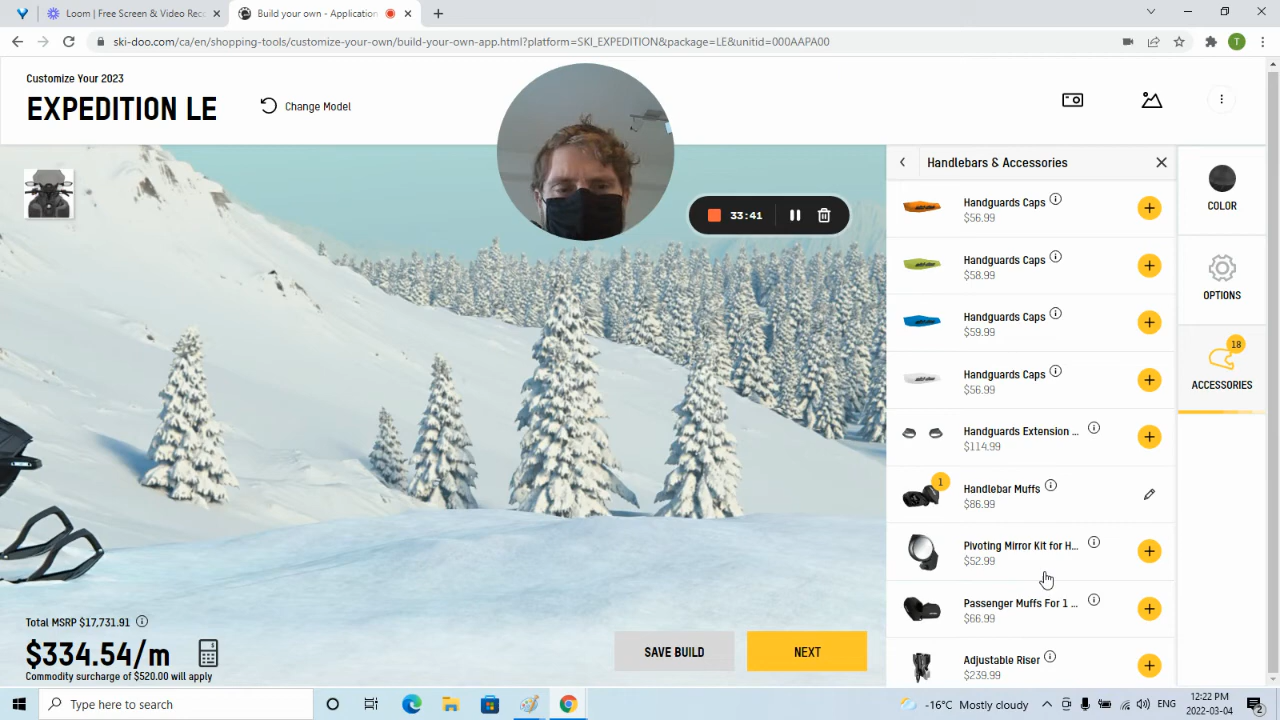 Loom | Free Screen & Video Reco
Build your own - Application
ski-doo.com/ca/en/shopping-tools/customize-your-own/build-your-own-app.html?platform=SKI_EXPEDITION&package=LE&unitid=000AAPA00
T
Customize Your 2023
EXPEDITION LE
Change Model
33:41
Handlebars & Accessories
Handguards Caps
$56.99
Handguards Caps
$58.99
Handguards Caps
$59.99
Handguards Caps
$56.99
Handguards Extension ...
$114.99
1
Handlebar Muffs
$86.99
Pivoting Mirror Kit for H...
$52.99
Passenger Muffs For 1 ...
$66.99
Adjustable Riser
$239.99
COLOR
OPTIONS
18
ACCESSORIES
Total MSRP $17,731.91
$334.54/m
Commodity surcharge of $520.00 will apply
SAVE BUILD
NEXT
Type here to search
-16°C Mostly cloudy
ENG
12:22 PM
2022-03-04
2